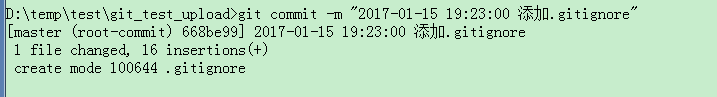 D:\temp\test\git_test_upload>git commit -m "2017-01-15 19:23:00 添加.gitignore"
[master (root-commit) 668be99] 2017-01-15 19:23:00 添加.gitignore
 1 file changed, 16 insertions(+)
 create mode 100644 .gitignore